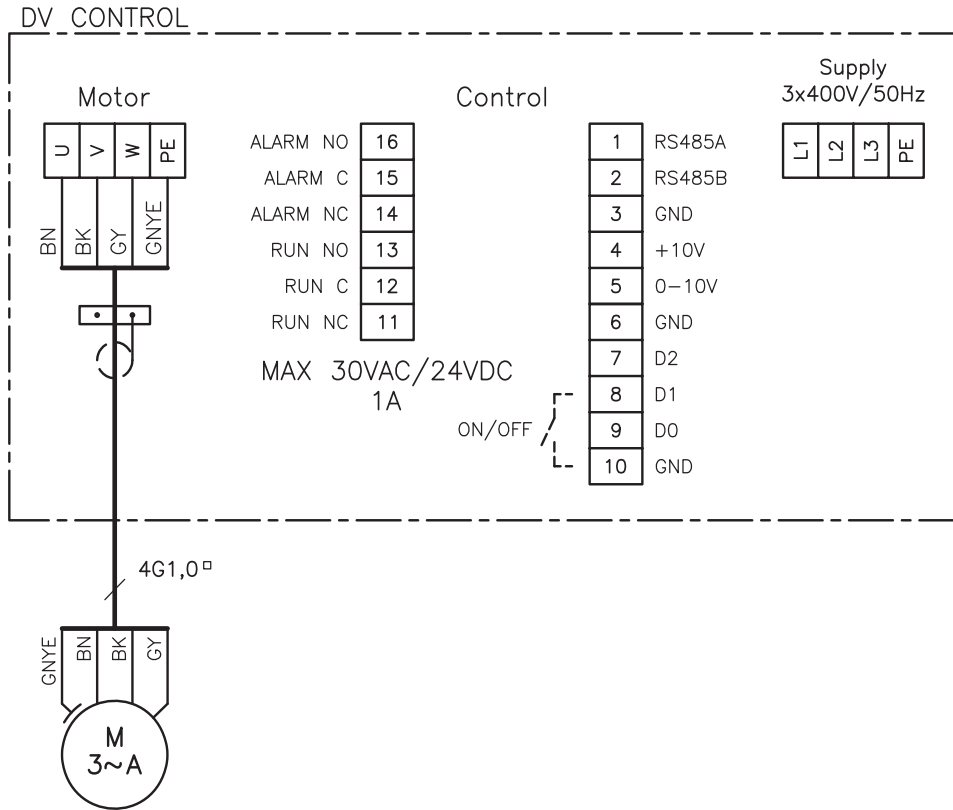 DV CONTROL
Motor
Control
Supply
3x400V/50Hz
U V W PE
BN BK GY GNYE
ALARM NO 16
ALARM C 15
ALARM NC 14
RUN NO 13
RUN C 12
RUN NC 11
MAX 30VAC/24VDC
1A
1 RS485A
2 RS485B
3 GND
4 +10V
5 0-10V
6 GND
7 D2
8 D1
9 D0
10 GND
ON/OFF
L1 L2 L3 PE
4G1,0▫
GNYE BN BK GY
M
3~A